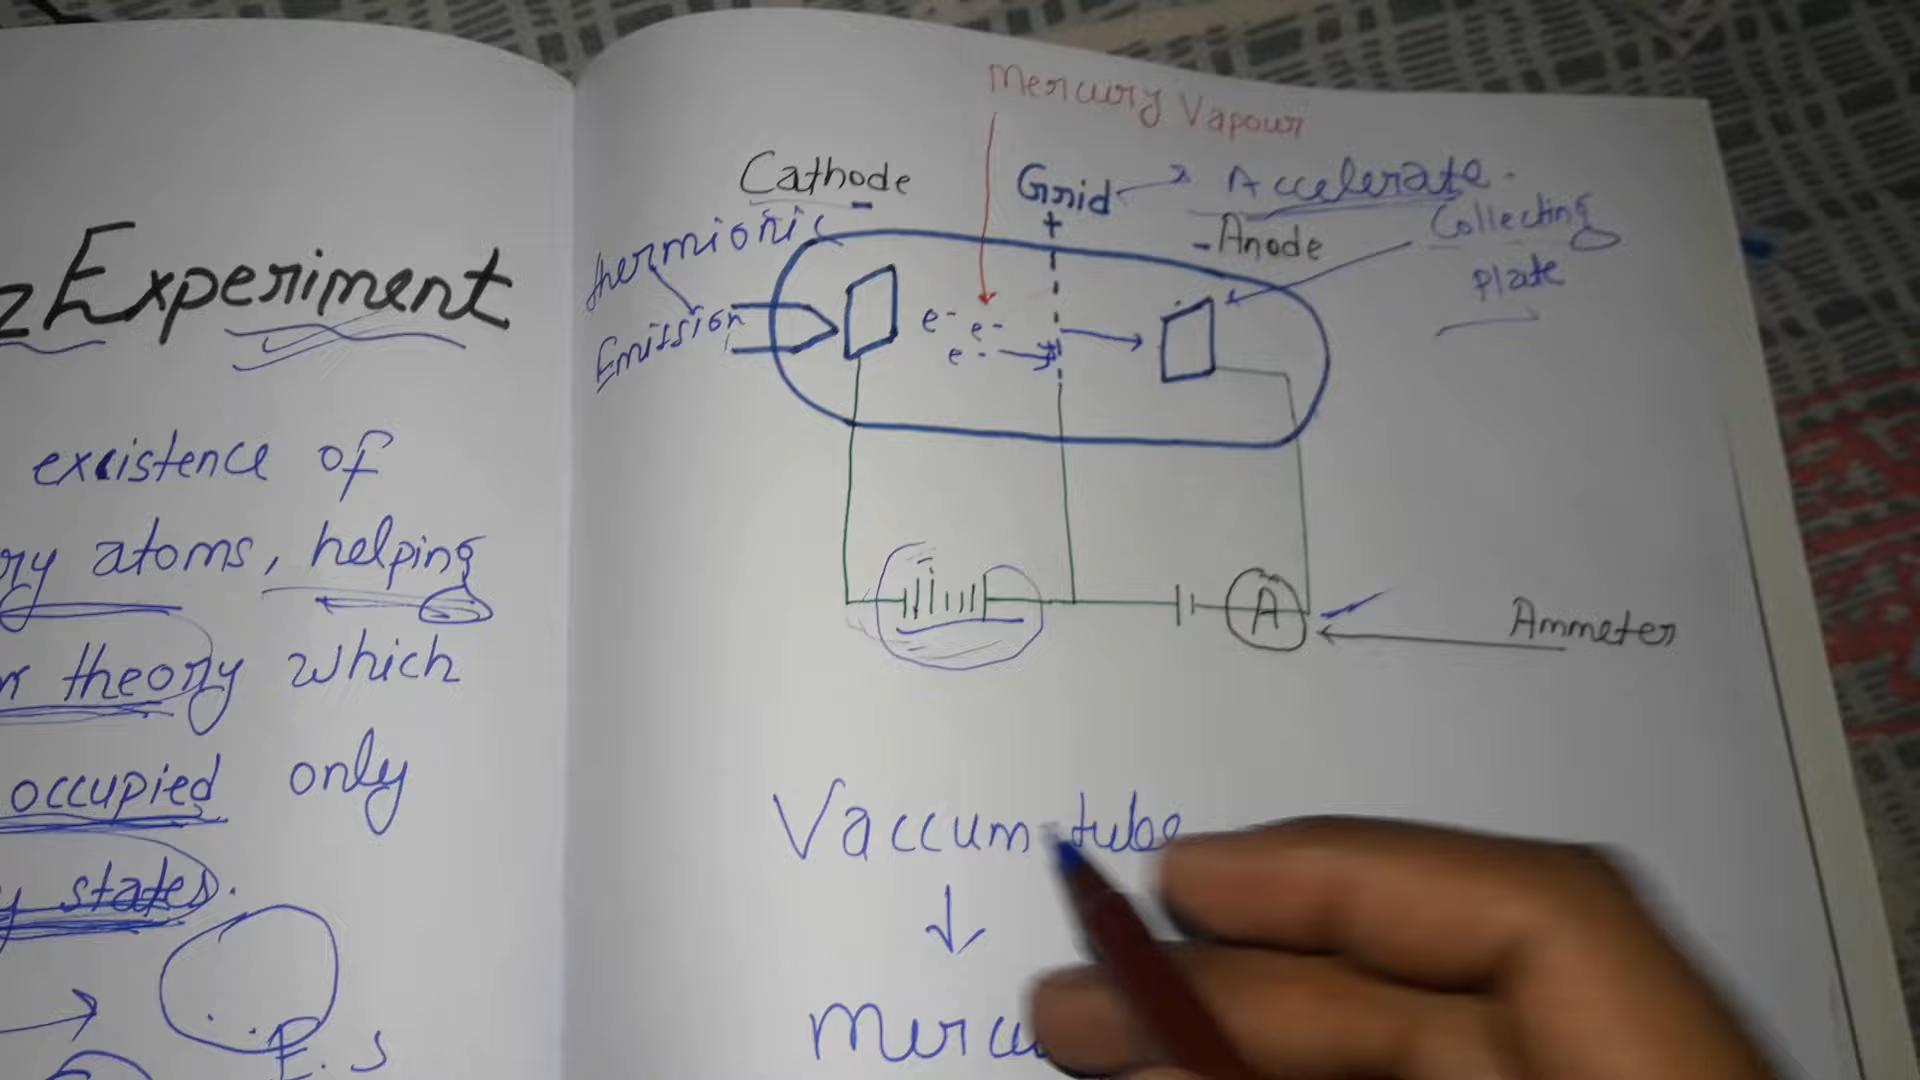 Experiment
exristence of
atoms, helping
theory which
occupied only
states.
E.S
Mercury Vapour
Cathode
-
Grid
+
Accelerate.
- Anode
Collecting
Plate
thermionic
Emission
e-
e-
e-
A
Ammeter
Vaccum tube